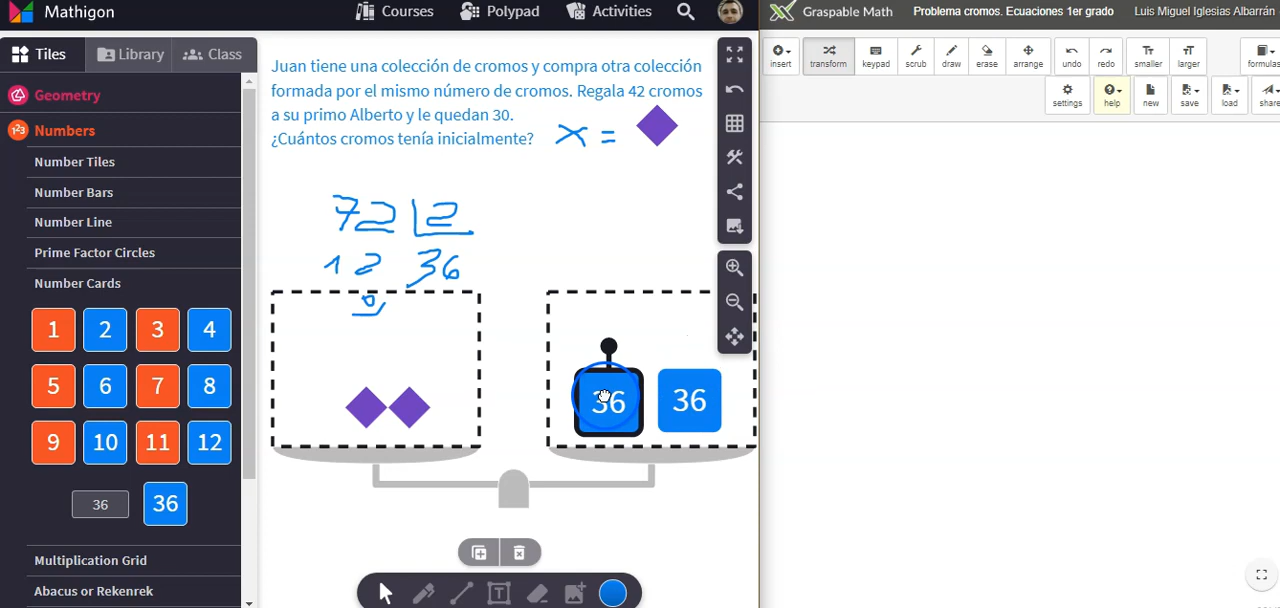 Mathigon
Courses
Polypad
Activities
Graspable Math
Problema cromos. Ecuaciones 1er grado
Luis Miguel Iglesias Albarrán
Tiles
Library
Class
Geometry
Numbers
Number Tiles
Number Bars
Number Line
Prime Factor Circles
Number Cards
1 2 3 4
5 6 7 8
9 10 11 12
36 36
Multiplication Grid
Abacus or Rekenrek
Juan tiene una colección de cromos y compra otra colección
formada por el mismo número de cromos. Regala 42 cromos
a su primo Alberto y le quedan 30.
¿Cuántos cromos tenía inicialmente?
x =
72 2
12 36
0
36 36
T
insert
transform
keypad
scrub
draw
erase
arrange
undo
redo
smaller
larger
formulas
settings
help
new
save
load
share